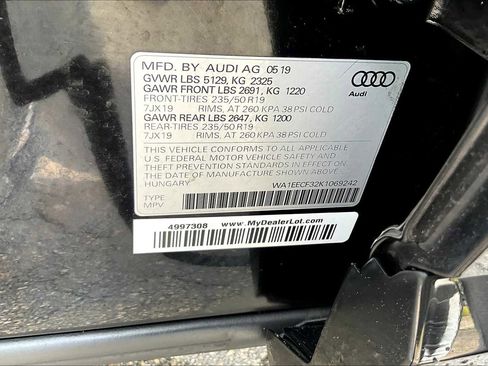 MFD. BY AUDI AG 05 19
GVWR LBS 5129, KG 2325
GAWR FRONT LBS 2691, KG 1220
FRONT-TIRES 235/50 R19
7JX19 RIMS, AT 260 KPA 38 PSI COLD
GAWR REAR LBS 2647, KG 1200
REAR-TIRES 235/50 R19
7JX19 RIMS, AT 260 KPA 38 PSI COLD
THIS VEHICLE CONFORMS TO ALL APPLICABLE
U.S. FEDERAL MOTOR VEHICLE SAFETY AND
THEFT PREVENTION STANDARDS IN EFFECT ON
THE DATE OF MANUFACTURE SHOWN ABOVE
HUNGARY
WA1EECF32K1069242
TYPE
MPV
Audi
4997308 www.MyDealerLot.com